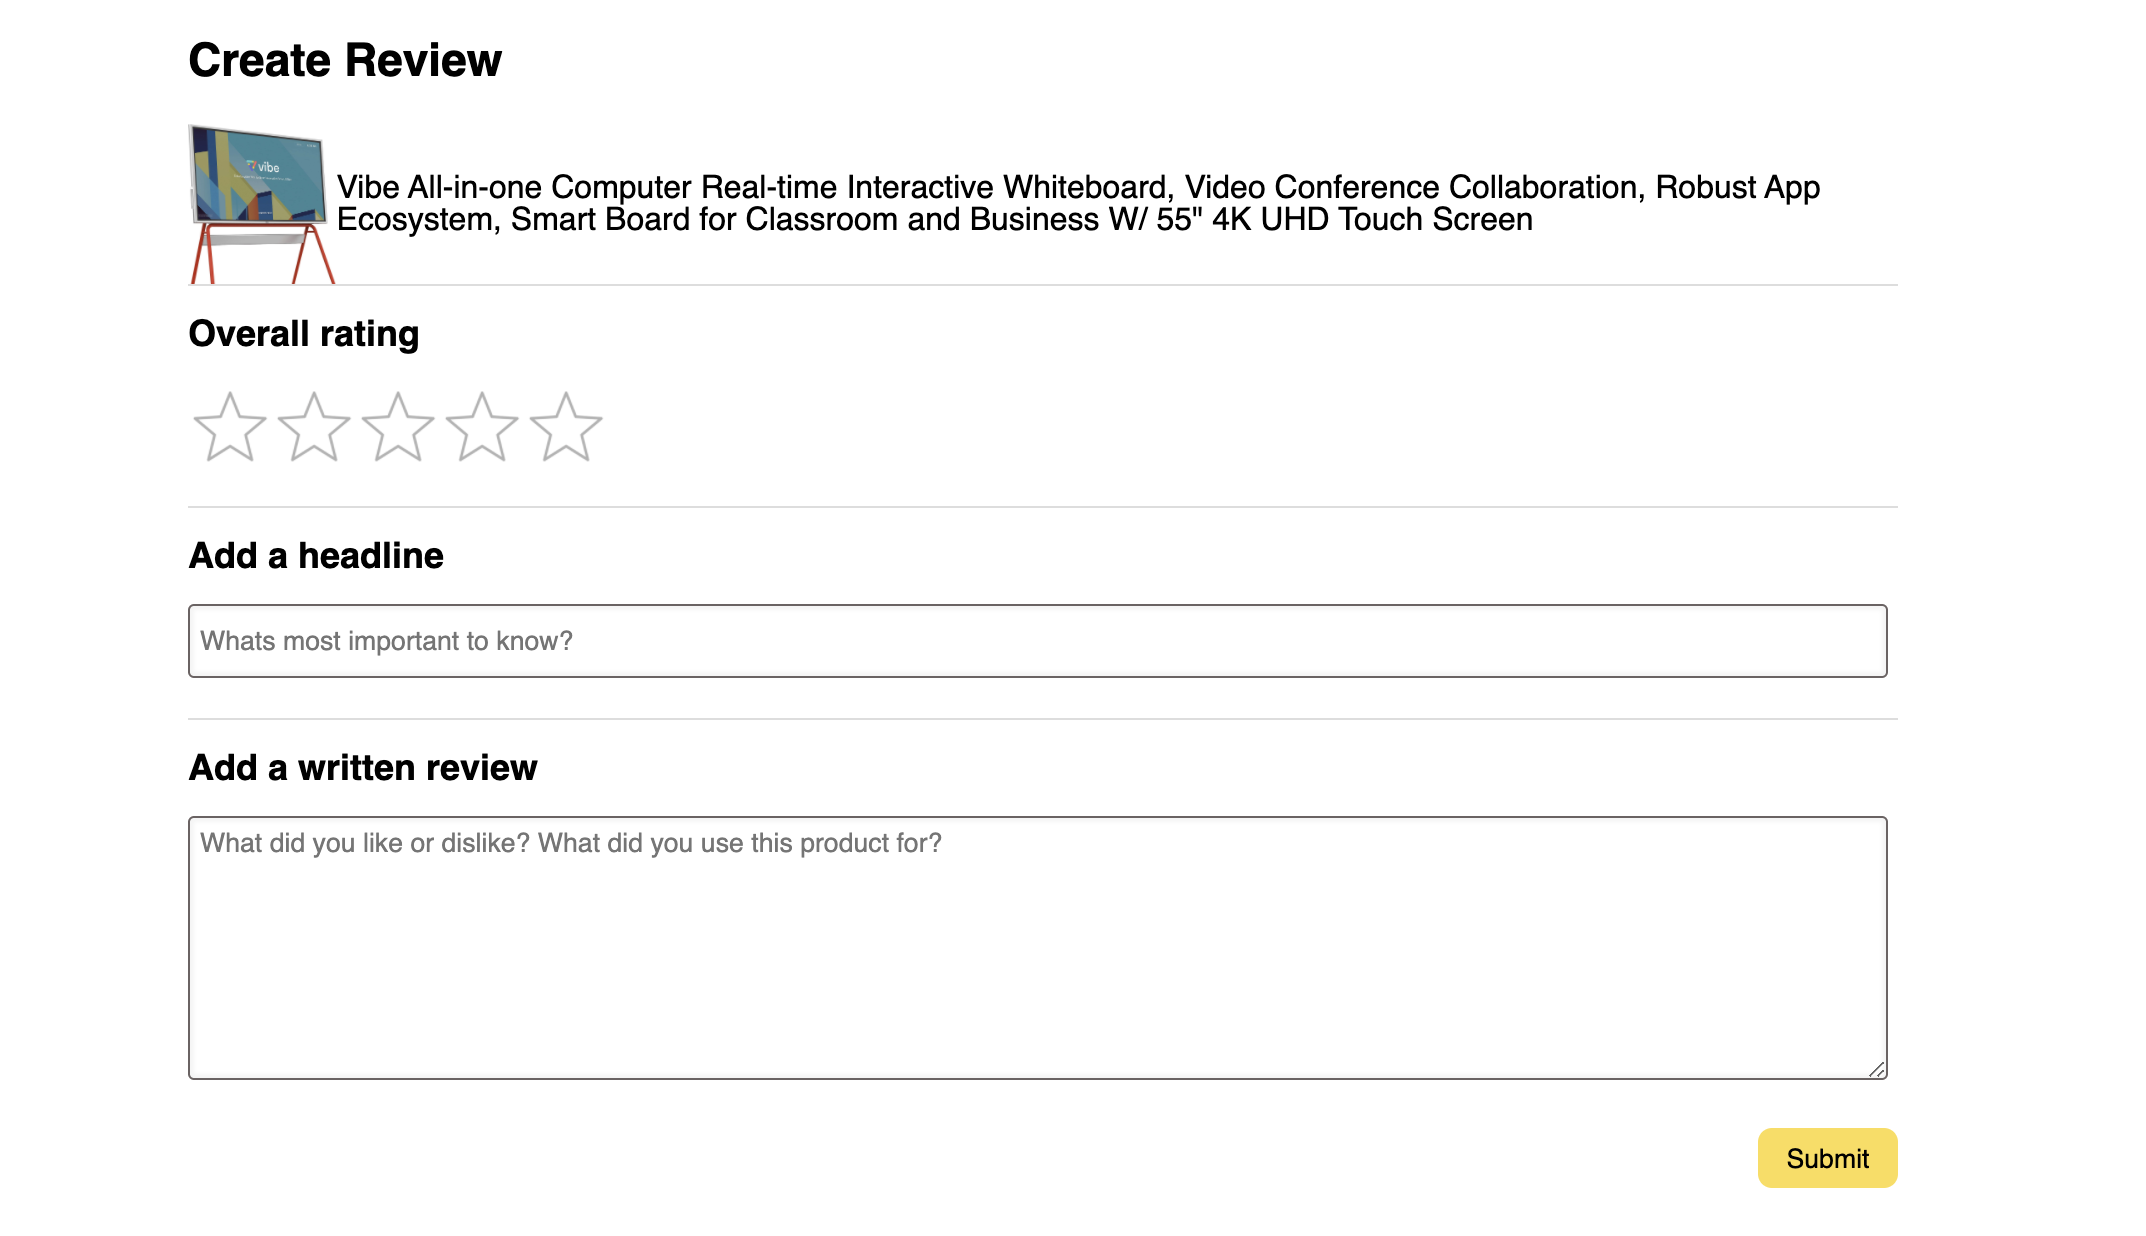 Create Review
vibe
Vibe All-in-one Computer Real-time Interactive Whiteboard, Video Conference Collaboration, Robust App
Ecosystem, Smart Board for Classroom and Business W/ 55" 4K UHD Touch Screen
Overall rating
Add a headline
Whats most important to know?
Add a written review
What did you like or dislike? What did you use this product for?
Submit